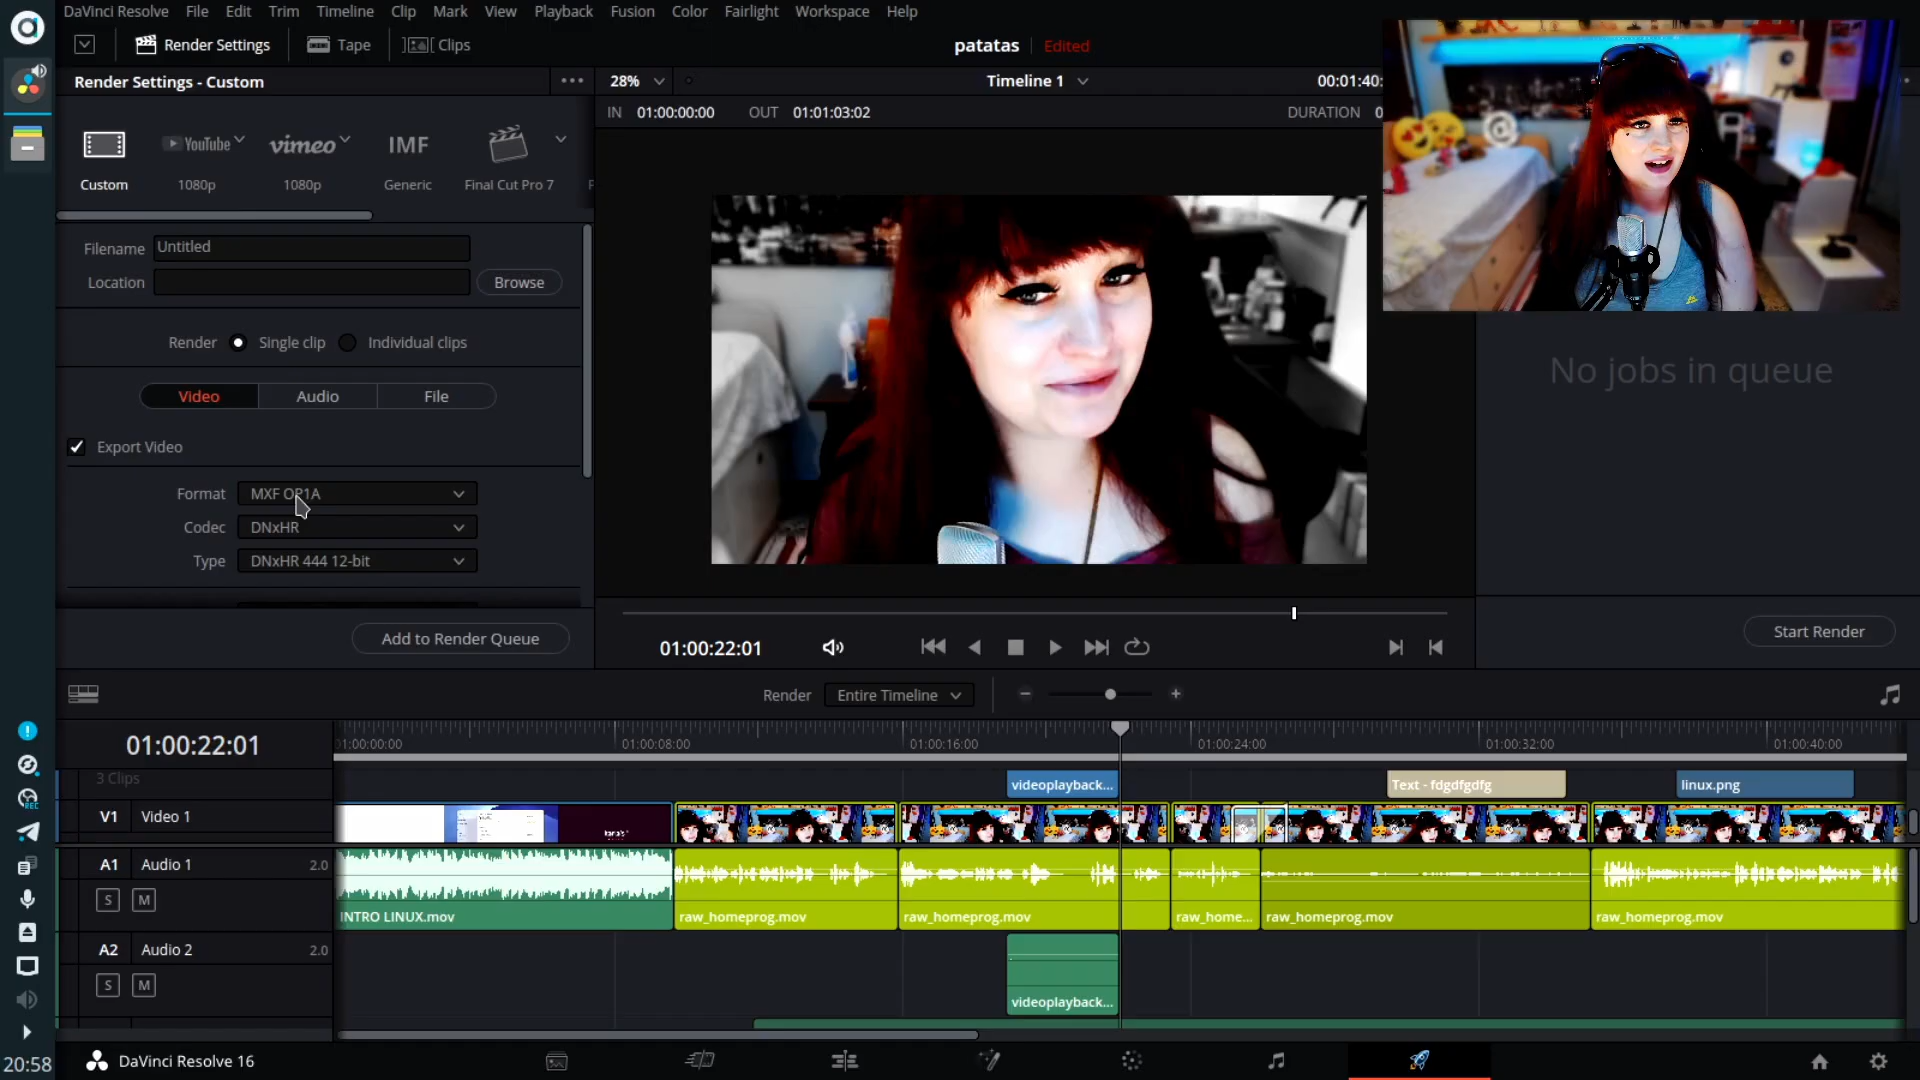 DaVinci Resolve File Edit Trim Timeline Clip Mark View Playback Fusion Color Fairlight Workspace Help
Render Settings Tape Clips patatas Edited
Render Settings - Custom 28% Timeline 1 00:01:40:
IN 01:00:00:00 OUT 01:01:03:02 DURATION 0
YouTube vimeo IMF
Custom 1080p 1080p Generic Final Cut Pro 7
Filename Untitled
Location Browse
Render Single clip Individual clips
No jobs in queue
Video Audio File
Export Video
Format MXF OP1A
Codec DNxHR
Type DNxHR 444 12-bit
Add to Render Queue 01:00:22:01 Start Render
Render Entire Timeline
01:00:22:01 01:00:00:00 01:00:08:00 01:00:16:00 01:00:24:00 01:00:32:00 01:00:40:00
3 Clips videoplayback... Text - fdgdfgdfg linux.png
V1 Video 1
A1 Audio 1 2.0
REC
S M
INTRO LINUX.mov raw_homeprog.mov raw_homeprog.mov raw_home... raw_homeprog.mov raw_homeprog.mov
A2 Audio 2 2.0
S M
videoplayback...
20:58 DaVinci Resolve 16